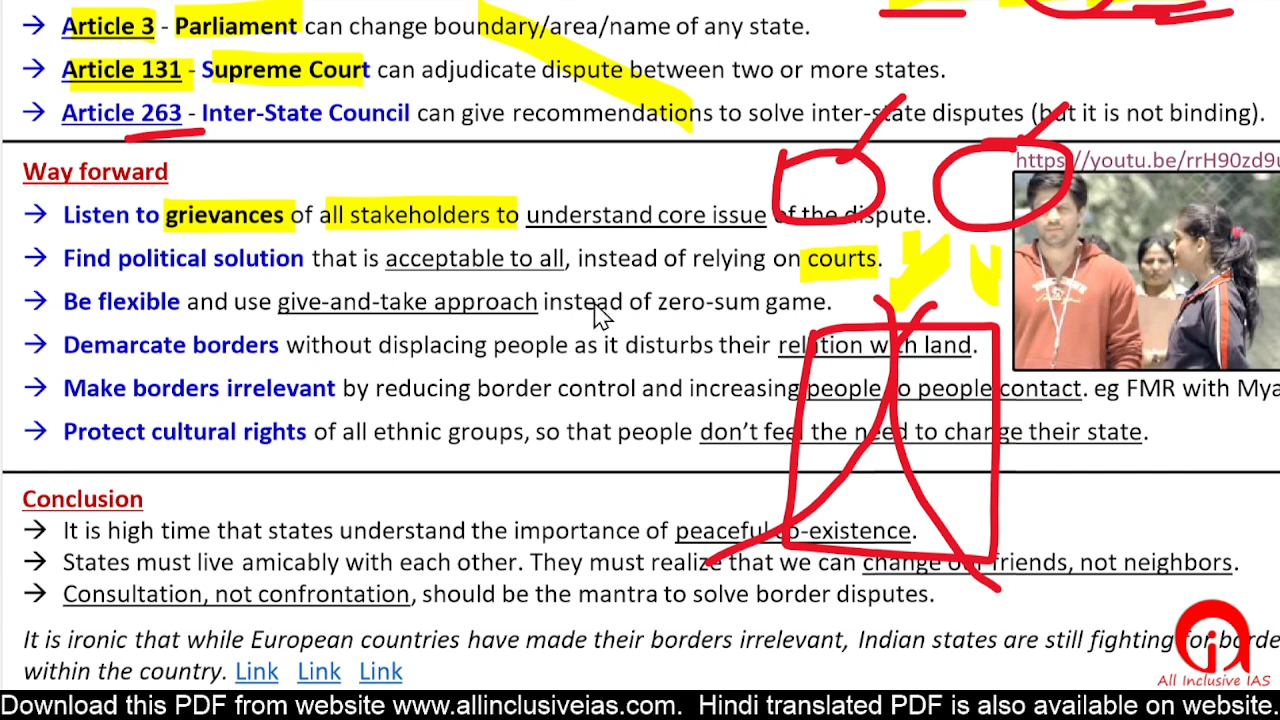 → Article 3 - Parliament can change boundary/area/name of any state.
→ Article 131 - Supreme Court can adjudicate dispute between two or more states.
→ Article 263 - Inter-State Council can give recommendations to solve inter-state disputes (but it is not binding).
Way forward
https://youtu.be/rrH90zd9u
→ Listen to grievances of all stakeholders to understand core issue of the dispute.
→ Find political solution that is acceptable to all, instead of relying on courts.
→ Be flexible and use give-and-take approach instead of zero-sum game.
→ Demarcate borders without displacing people as it disturbs their relation with land.
→ Make borders irrelevant by reducing border control and increasing people to people contact. eg FMR with Mya
→ Protect cultural rights of all ethnic groups, so that people don’t feel the need to change their state.
Conclusion
→ It is high time that states understand the importance of peaceful co-existence.
→ States must live amicably with each other. They must realize that we can change our friends, not neighbors.
→ Consultation, not confrontation, should be the mantra to solve border disputes.
It is ironic that while European countries have made their borders irrelevant, Indian states are still fighting for borde
within the country. Link Link Link
All Inclusive IAS
Download this PDF from website www.allinclusiveias.com. Hindi translated PDF is also available on website.